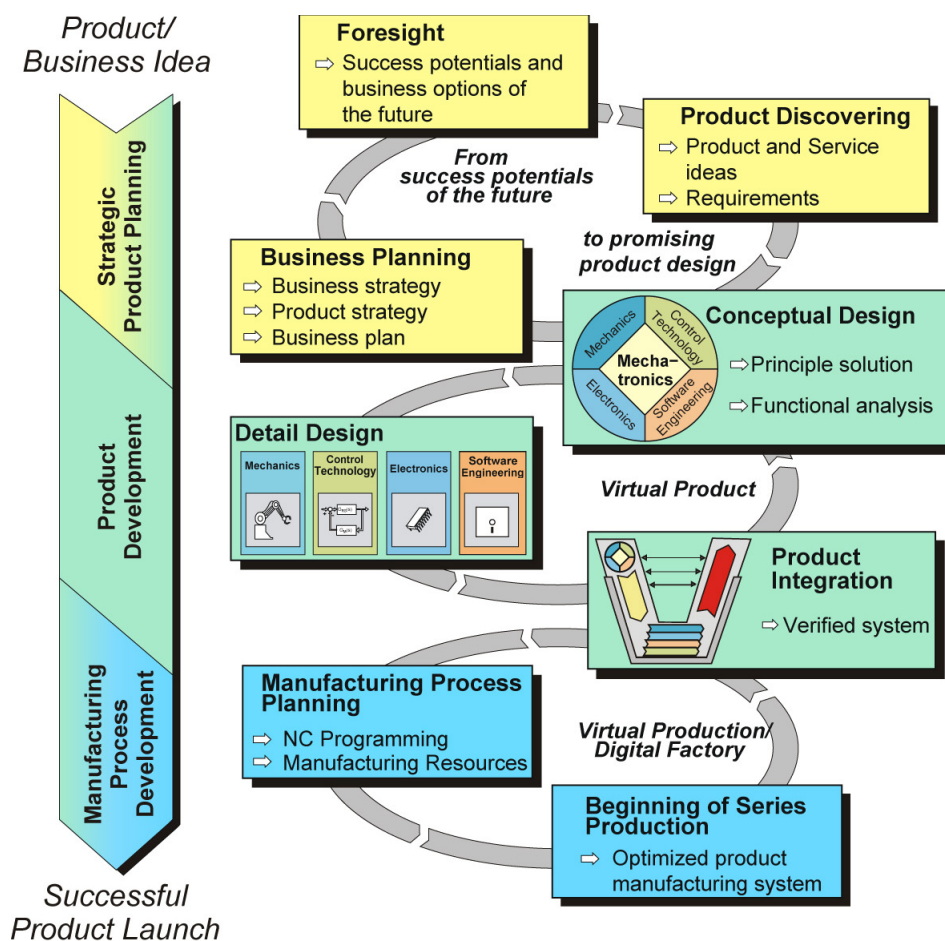 Product/
Business Idea
Strategic
Product Planning
Product
Development
Manufacturing
Process
Development
Successful
Product Launch
Foresight
Success potentials and
business options of
the future
Product Discovering
Product and Service
ideas
Requirements
From
success potentials
of the future
to promising
product design
Business Planning
Business strategy
Product strategy
Business plan
Conceptual Design
Principle solution
Functional analysis
Mechanics
Control
Technology
Mecha-
tronics
Electronics
Software
Engineering
Detail Design
Mechanics
Control
Technology
Electronics
Software
Engineering
Virtual Product
Product
Integration
Verified system
Manufacturing Process
Planning
NC Programming
Manufacturing Resources
Virtual Production/
Digital Factory
Beginning of Series
Production
Optimized product
manufacturing system